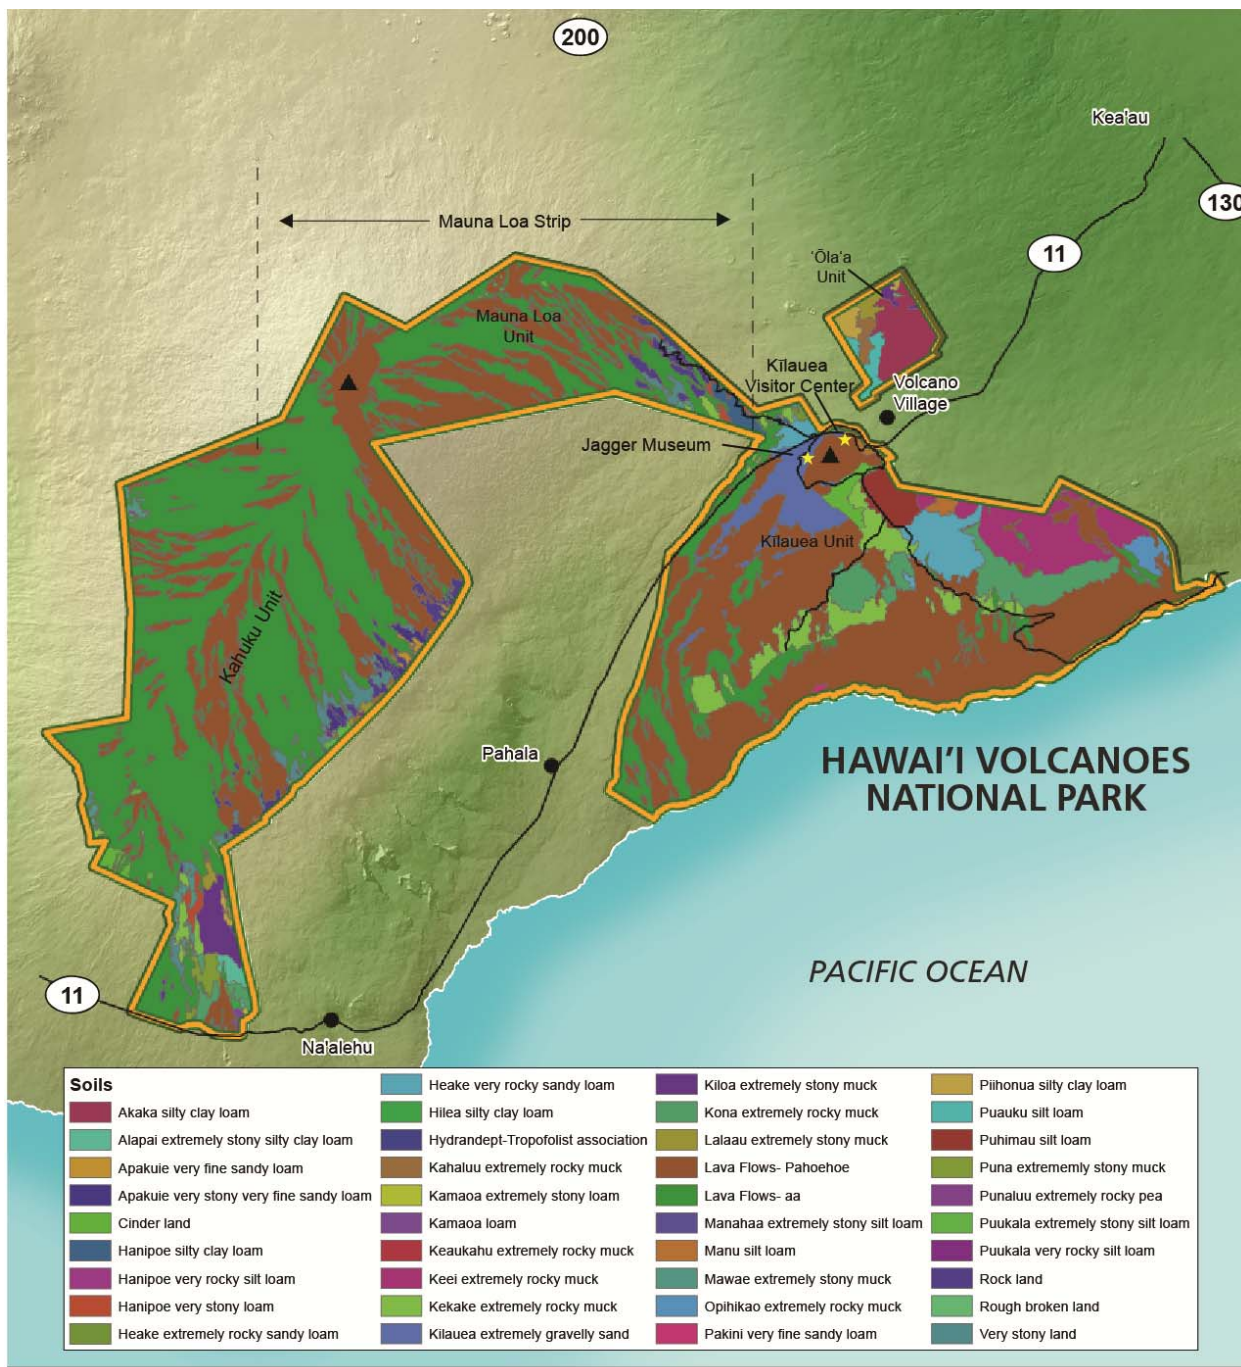 200
Kea'au
130
Mauna Loa Strip
11
'Ōla'a
Unit
Mauna Loa
Unit
Kīlauea
Visitor Center
Volcano
Village
Jagger Museum
Kīlauea Unit
Kahuku Unit
Pahala
HAWAI'I VOLCANOES
NATIONAL PARK
PACIFIC OCEAN
11
Na'alehu
Soils
Akaka silty clay loam
Alapai extremely stony silty clay loam
Apakuie very fine sandy loam
Apakuie very stony very fine sandy loam
Cinder land
Hanipoe silty clay loam
Hanipoe very rocky silt loam
Hanipoe very stony loam
Heake extremely rocky sandy loam
Heake very rocky sandy loam
Hilea silty clay loam
Hydrandept-Tropofolist association
Kahaluu extremely rocky muck
Kamaoa extremely stony loam
Kamaoa loam
Keaukahu extremely rocky muck
Keei extremely rocky muck
Kekake extremely rocky muck
Kilauea extremely gravelly sand
Kiloa extremely stony muck
Kona extremely rocky muck
Lalaau extremely stony muck
Lava Flows- Pahoehoe
Lava Flows- aa
Manahaa extremely stony silt loam
Manu silt loam
Mawae extremely stony muck
Opihikao extremely rocky muck
Pakini very fine sandy loam
Piihonua silty clay loam
Puauku silt loam
Puhimau silt loam
Puna extrememly stony muck
Punaluu extremely rocky pea
Puukala extremely stony silt loam
Puukala very rocky silt loam
Rock land
Rough broken land
Very stony land